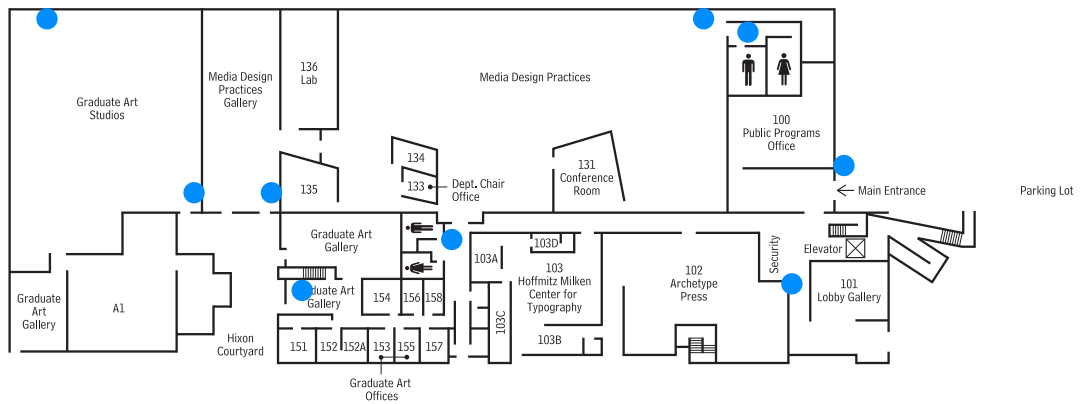 136
Lab
Media Design
Practices
Gallery
Media Design Practices
Graduate Art
Studios
100
Public Programs
Office
134
133
Dept. Chair
Office
131
Conference
Room
135
Main Entrance
Parking Lot
Graduate Art
Gallery
103D
103A
103
Hoffmitz Milken
Center for
Typography
102
Archetype
Press
Security
Elevator
101
Lobby Gallery
Graduate
Art
Gallery
A1
Graduate Art
Gallery
154
156
158
103C
103B
Hixon
Courtyard
151
152
152A
153
155
157
Graduate Art
Offices